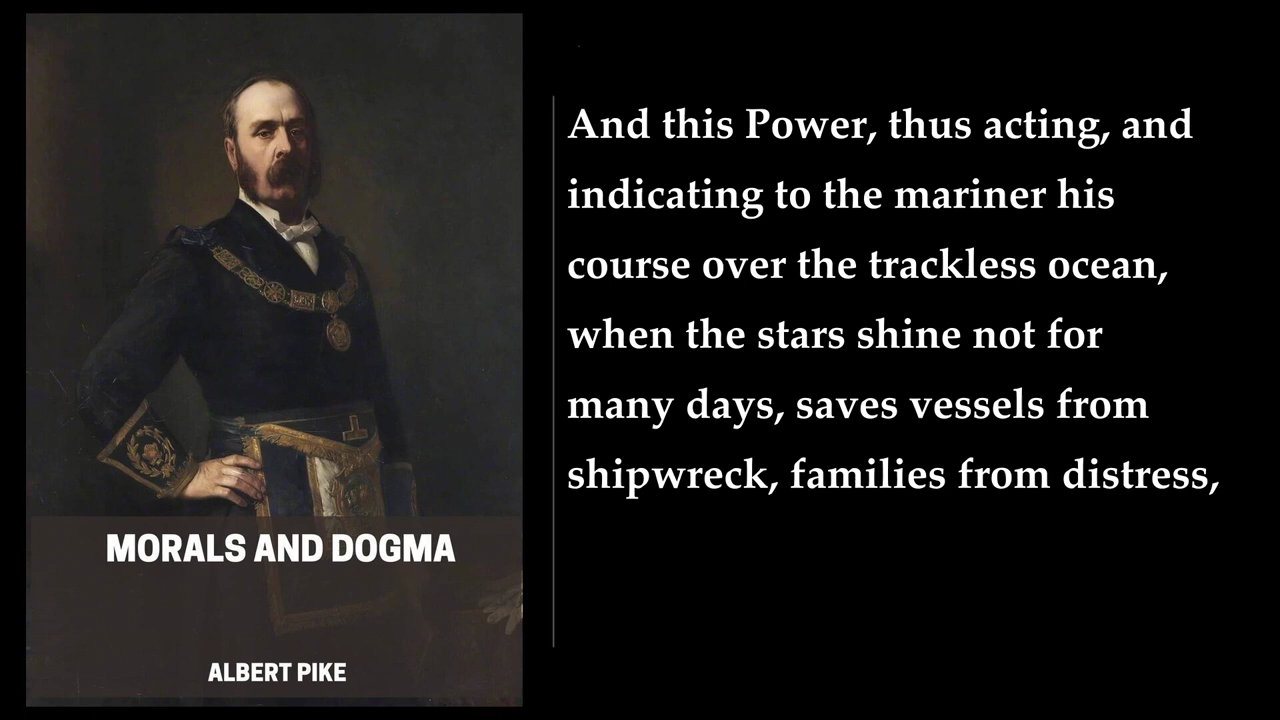 MORALS AND DOGMA
ALBERT PIKE
And this Power, thus acting, and
indicating to the mariner his
course over the trackless ocean,
when the stars shine not for
many days, saves vessels from
shipwreck, families from distress,